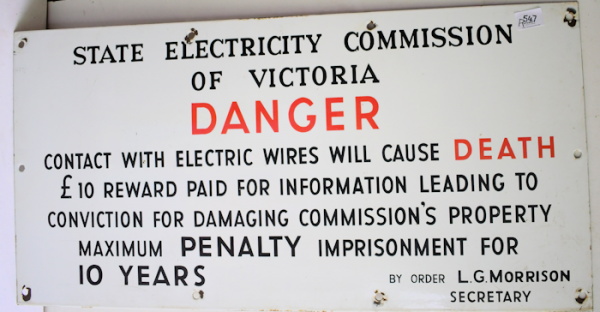 547
STATE ELECTRICITY COMMISSION
OF VICTORIA
DANGER
CONTACT WITH ELECTRIC WIRES WILL CAUSE DEATH
£10 REWARD PAID FOR INFORMATION LEADING TO
CONVICTION FOR DAMAGING COMMISSION'S PROPERTY
MAXIMUM PENALTY IMPRISONMENT FOR
10 YEARS
BY ORDER L.G. MORRISON
SECRETARY